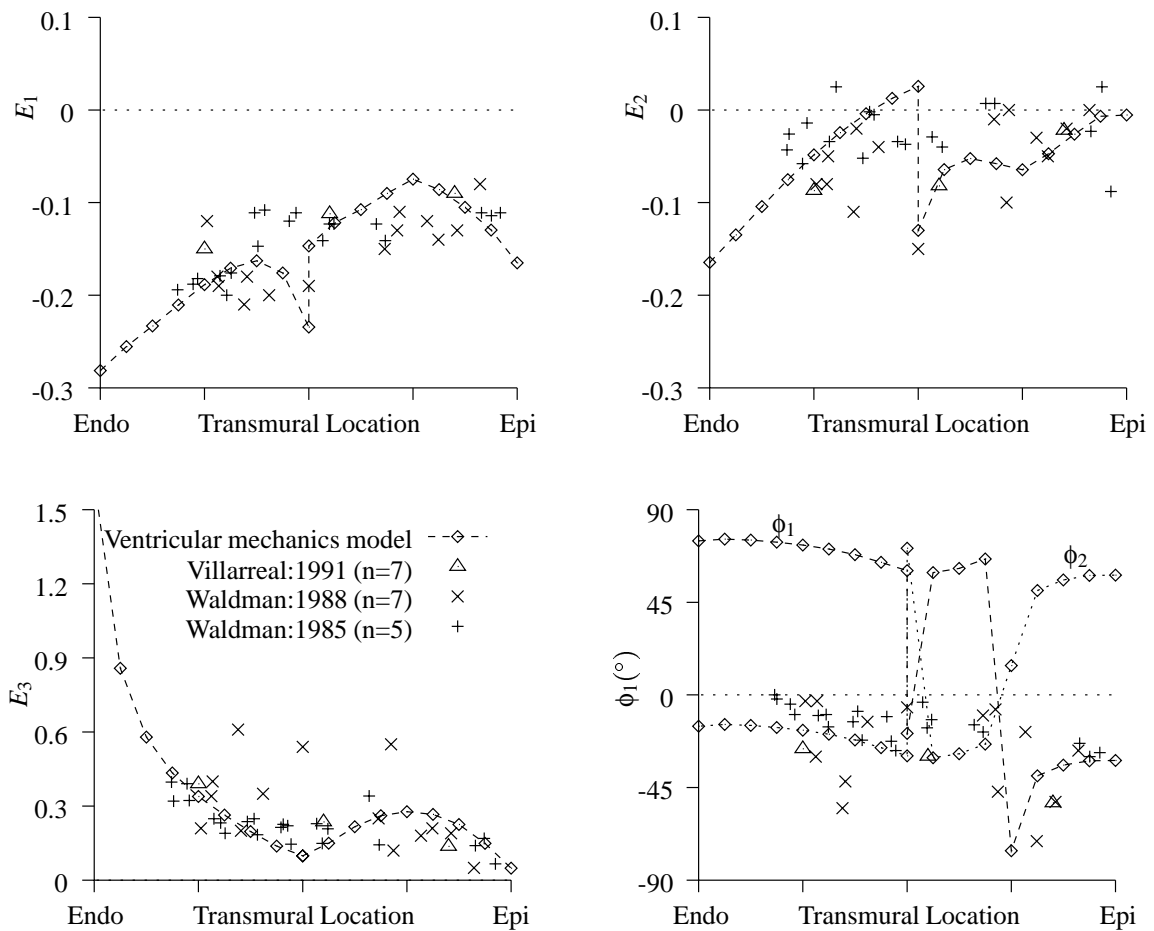 0.1
0
-0.1
-0.2
-0.3
E1
Endo Transmural Location Epi
0.1
0
-0.1
-0.2
-0.3
E2
Endo Transmural Location Epi
1.5
1.2
0.9
0.6
0.3
0
E3
Ventricular mechanics model
Villarreal:1991 (n=7)
Waldman:1988 (n=7)
Waldman:1985 (n=5)
Endo Transmural Location Epi
90
45
0
-45
-90
ϕ1(°)
ϕ1
ϕ2
Endo Transmural Location Epi